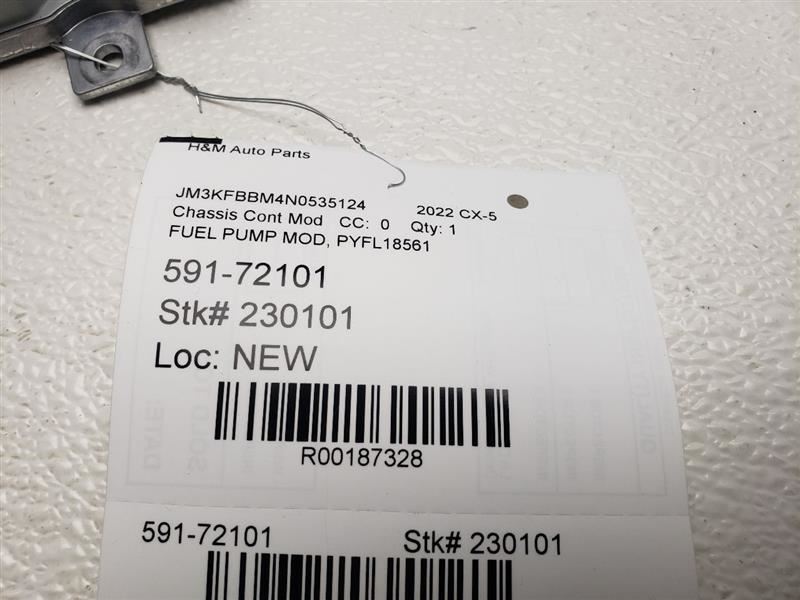 H&M Auto Parts
JM3KFBBM4N0535124 2022 CX-5
Chassis Cont Mod CC: 0 Qty: 1
FUEL PUMP MOD, PYFL18561
591-72101
Stk# 230101
Loc: NEW
R00187328
591-72101 Stk# 230101